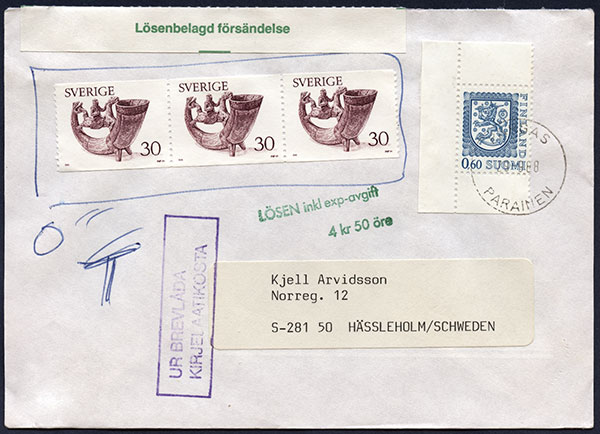 Lösenbelagd försändelse
SVERIGE SVERIGE SVERIGE
30 30 30
FINLAND
0,60 SUOMI
PARAINEN
LÖSEN inkl exp-avgift
4 kr 50 öre
UR BREVLÅDA
KIRJELAATIKOSTA
Kjell Arvidsson
Norreg. 12
S-281 50 HÄSSLEHOLM/SCHWEDEN